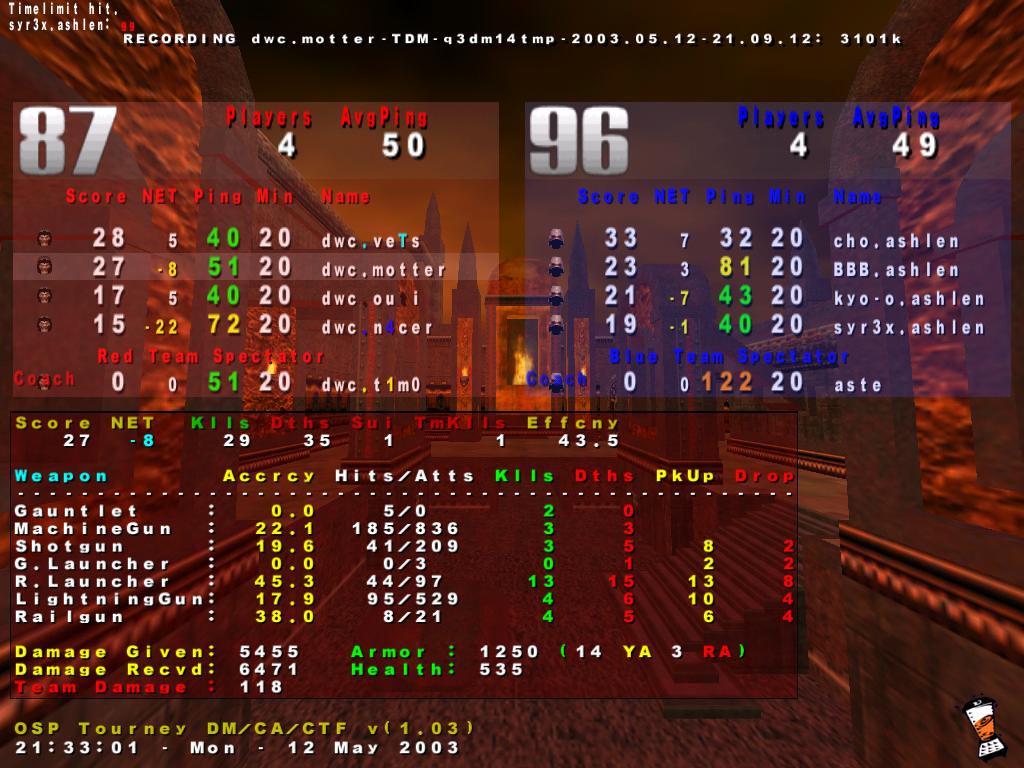 Timelimit hit.
syr3x.ashlen: gg
RECORDING dwc.motter-TDM-q3dm14tmp-2003.05.12-21.09.12: 3101k
87 Players AvgPing
4 50
Score NET Ping Min Name
28 5 40 20 dwc.veTs
27 -8 51 20 dwc.motter
17 5 40 20 dwc ou i
15 -22 72 20 dwc.n4cer
Red Team Spectator
Coach 0 0 51 20 dwc.t1m0
96 Players AvgPing
4 49
Score NET Ping Min Name
33 7 32 20 cho.ashlen
23 3 81 20 BBB.ashlen
21 -7 43 20 kyo-o.ashlen
19 -1 40 20 syr3x.ashlen
Blue Team Spectator
Coach 0 0 122 20 aste
Score NET Klls Dths Sui TmKlls Effcny
27 -8 29 35 1 1 43.5
Weapon Accrcy Hits/Atts Klls Dths PkUp Drop
- - - - - - - - - - - - - - - - - - - - - - - - - - - - - - - - - - - - - - - - - - - -
Gauntlet : 0.0 5/0 2 0
MachineGun : 22.1 185/836 3 3
Shotgun : 19.6 41/209 3 5 8 2
G.Launcher : 0.0 0/3 0 1 2 2
R.Launcher : 45.3 44/97 13 15 13 8
LightningGun: 17.9 95/529 4 6 10 4
Railgun : 38.0 8/21 4 5 6 4
Damage Given: 5455 Armor : 1250 (14 YA 3 RA)
Damage Recvd: 6471 Health: 535
Team Damage : 118
OSP Tourney DM/CA/CTF v(1.03)
21:33:01 - Mon - 12 May 2003